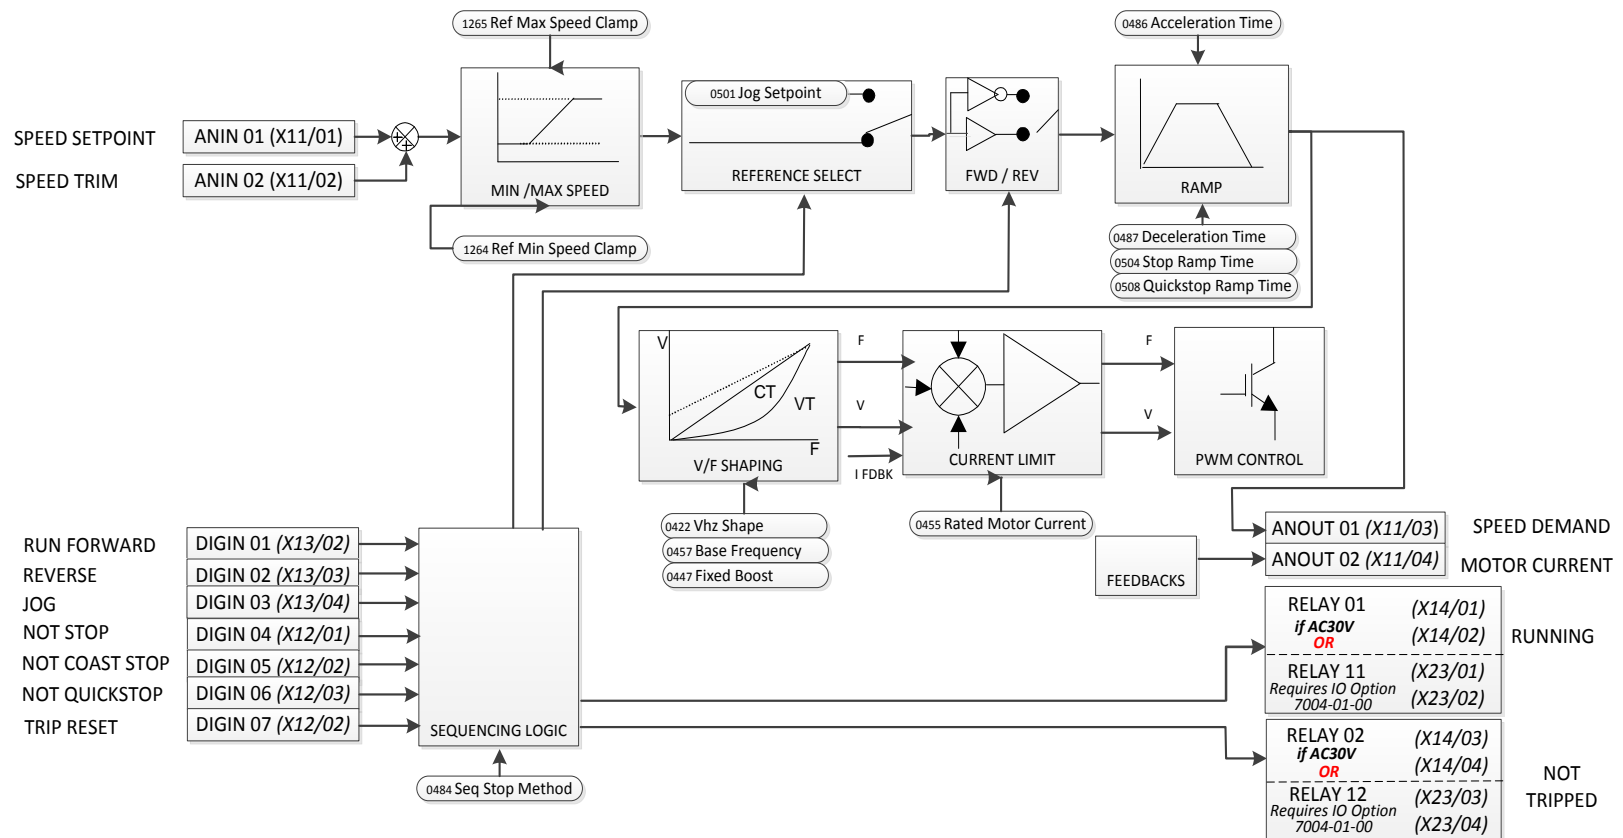 1265 Ref Max Speed Clamp
0486 Acceleration Time
0501 Jog Setpoint
SPEED SETPOINT
ANIN 01 (X11/01)
+
+
SPEED TRIM
ANIN 02 (X11/02)
MIN /MAX SPEED
REFERENCE SELECT
FWD / REV
RAMP
1264 Ref Min Speed Clamp
0487 Deceleration Time
0504 Stop Ramp Time
0508 Quickstop Ramp Time
V
CT
VT
F
V/F SHAPING
F
V
I FDBK
CURRENT LIMIT
F
V
PWM CONTROL
0422 Vhz Shape
0457 Base Frequency
0447 Fixed Boost
0455 Rated Motor Current
ANOUT 01 (X11/03)
SPEED DEMAND
ANOUT 02 (X11/04)
MOTOR CURRENT
FEEDBACKS
RUN FORWARD
DIGIN 01 (X13/02)
REVERSE
DIGIN 02 (X13/03)
JOG
DIGIN 03 (X13/04)
NOT STOP
DIGIN 04 (X12/01)
NOT COAST STOP
DIGIN 05 (X12/02)
NOT QUICKSTOP
DIGIN 06 (X12/03)
TRIP RESET
DIGIN 07 (X12/02)
SEQUENCING LOGIC
0484 Seq Stop Method
RELAY 01
(X14/01)
if AC30V
(X14/02)
OR
RUNNING
RELAY 11
(X23/01)
Requires IO Option
7004-01-00
(X23/02)
RELAY 02
(X14/03)
if AC30V
(X14/04)
OR
NOT
TRIPPED
RELAY 12
(X23/03)
Requires IO Option
7004-01-00
(X23/04)